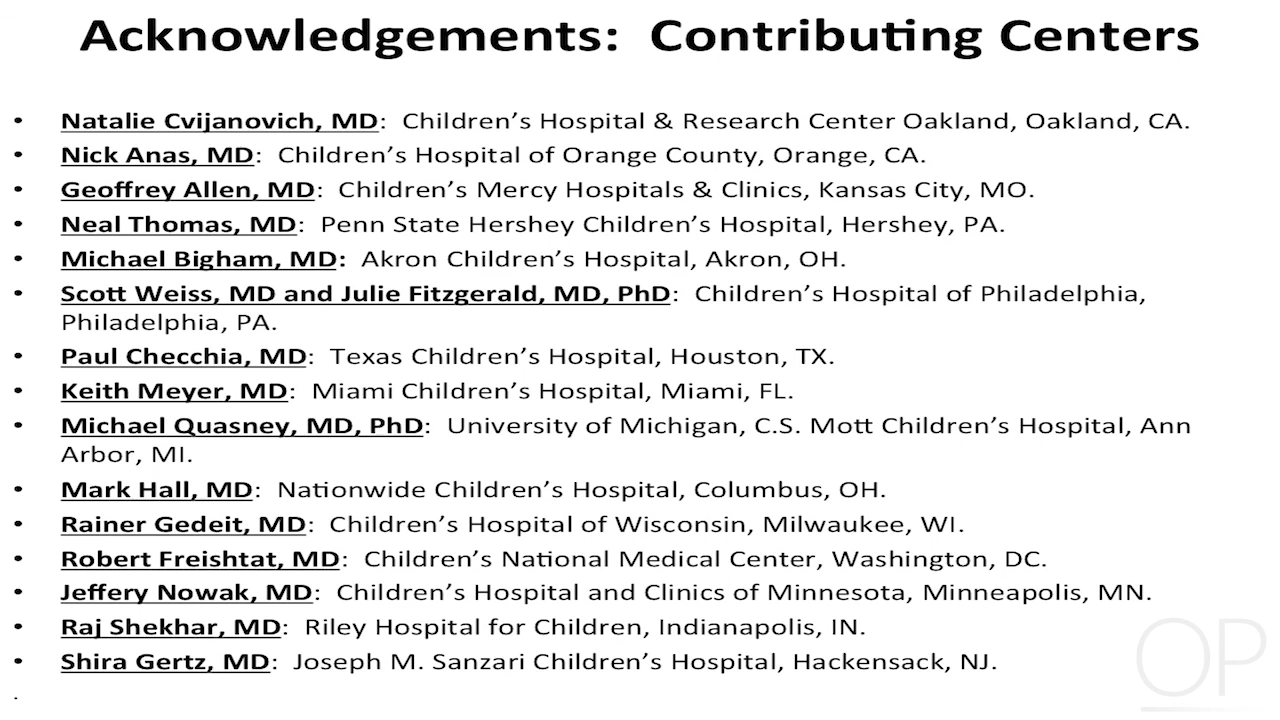 Acknowledgements:  Contributing Centers
• Natalie Cvijanovich, MD:  Children’s Hospital & Research Center Oakland, Oakland, CA.
• Nick Anas, MD:  Children’s Hospital of Orange County, Orange, CA.
• Geoffrey Allen, MD:  Children’s Mercy Hospitals & Clinics, Kansas City, MO.
• Neal Thomas, MD:  Penn State Hershey Children’s Hospital, Hershey, PA.
• Michael Bigham, MD:  Akron Children’s Hospital, Akron, OH.
• Scott Weiss, MD and Julie Fitzgerald, MD, PhD:  Children’s Hospital of Philadelphia,
Philadelphia, PA.
• Paul Checchia, MD:  Texas Children’s Hospital, Houston, TX.
• Keith Meyer, MD:  Miami Children’s Hospital, Miami, FL.
• Michael Quasney, MD, PhD:  University of Michigan, C.S. Mott Children’s Hospital, Ann
Arbor, MI.
• Mark Hall, MD:  Nationwide Children’s Hospital, Columbus, OH.
• Rainer Gedeit, MD:  Children’s Hospital of Wisconsin, Milwaukee, WI.
• Robert Freishtat, MD:  Children’s National Medical Center, Washington, DC.
• Jeffery Nowak, MD:  Children’s Hospital and Clinics of Minnesota, Minneapolis, MN.
• Raj Shekhar, MD:  Riley Hospital for Children, Indianapolis, IN.
• Shira Gertz, MD:  Joseph M. Sanzari Children’s Hospital, Hackensack, NJ.
OP